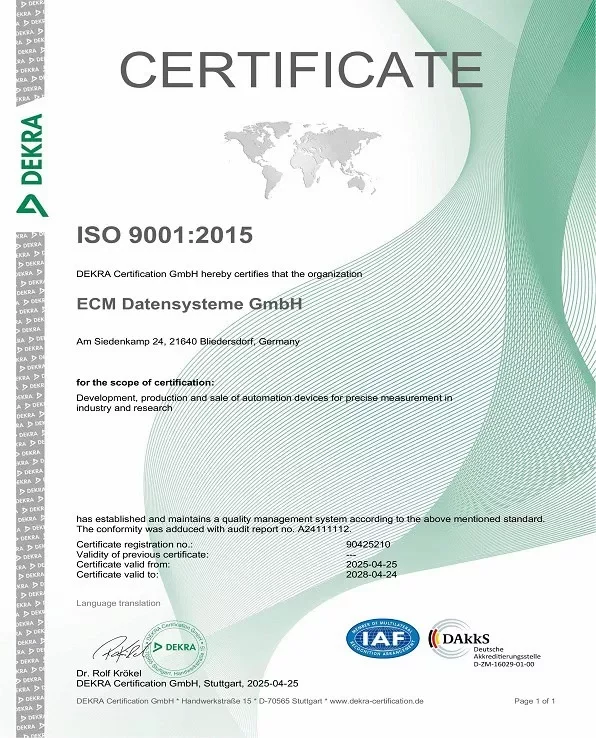 CERTIFICATE
DEKRA
ISO 9001:2015
DEKRA Certification GmbH hereby certifies that the organization
ECM Datensysteme GmbH
Am Siedenkamp 24, 21640 Bliedersdorf, Germany
for the scope of certification:
Development, production and sale of automation devices for precise measurement in
industry and research
has established and maintains a quality management system according to the above mentioned standard.
The conformity was adduced with audit report no. A24111112.
Certificate registration no.: 90425210
Validity of previous certificate: ---
Certificate valid from: 2025-04-25
Certificate valid to: 2028-04-24
Language translation
DEKRA
MEMBER OF MULTILATERAL
IAF
RECOGNITION ARRANGEMENT
DAkkS
Deutsche
Akkreditierungsstelle
D-ZM-16029-01-00
Dr. Rolf Krökel
DEKRA Certification GmbH, Stuttgart, 2025-04-25
DEKRA Certification GmbH * Handwerkstraße 15 * D-70565 Stuttgart * www.dekra-certification.de
Page 1 of 1